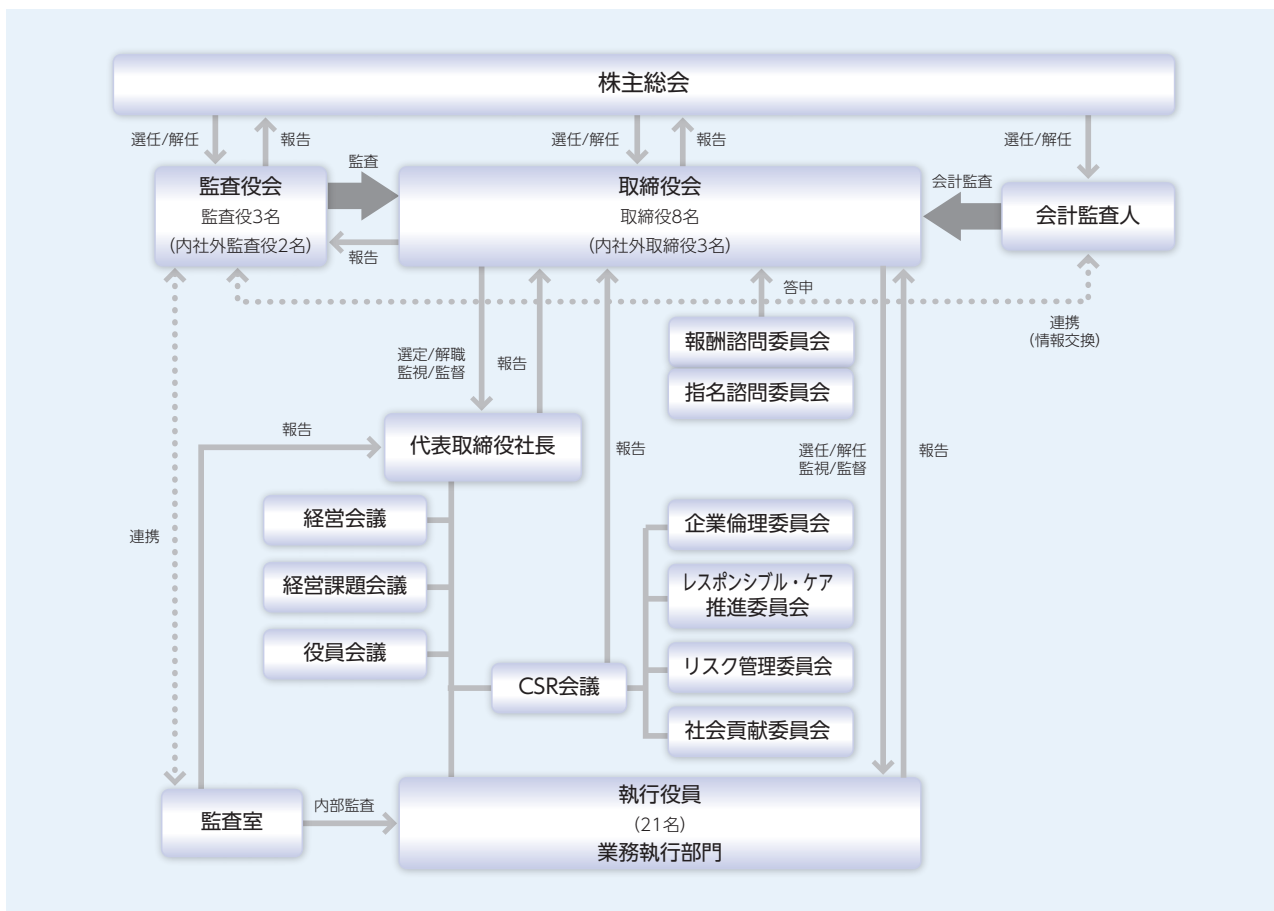 株主総会
選任/解任
報告
選任/解任
報告
選任/解任
監査役会
監査役3名
(内社外監査役2名)
監査
報告
取締役会
取締役8名
(内社外取締役3名)
会計監査
会計監査人
答申
連携
(情報交換)
報酬諮問委員会
指名諮問委員会
選定/解職
監視/監督
報告
報告
代表取締役社長
報告
選任/解任
監視/監督
報告
連携
経営会議
経営課題会議
役員会議
CSR会議
企業倫理委員会
レスポンシブル・ケア
推進委員会
リスク管理委員会
社会貢献委員会
監査室
内部監査
執行役員
(21名)
業務執行部門